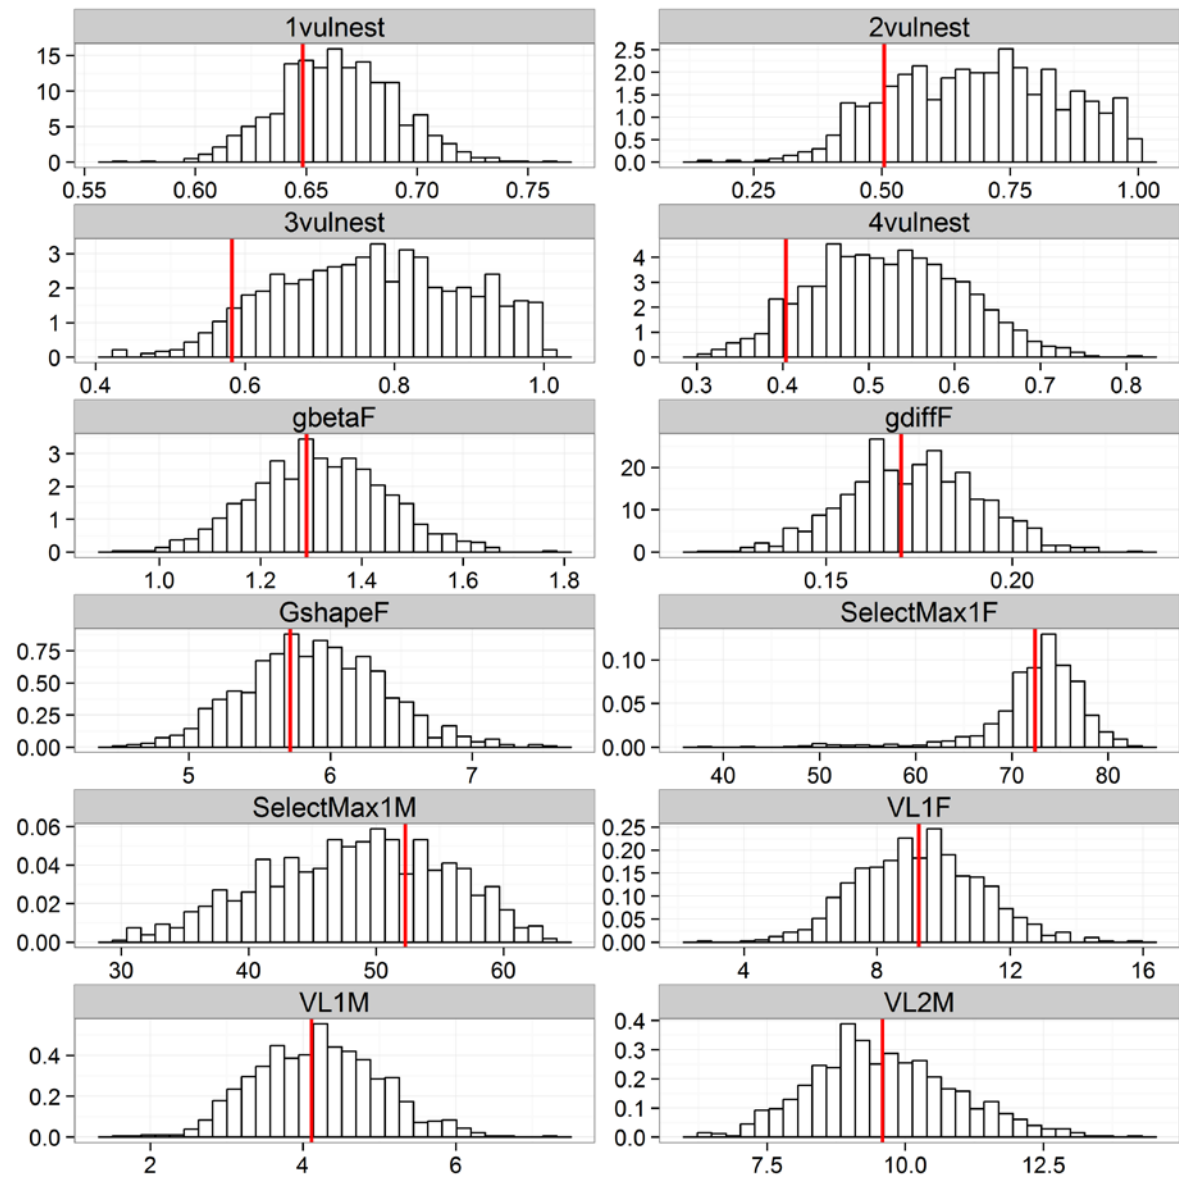 1vulnest
15
10
5
0
0.55 0.60 0.65 0.70 0.75
2vulnest
2.5
2.0
1.5
1.0
0.5
0.0
0.25 0.50 0.75 1.00
3vulnest
3
2
1
0
0.4 0.6 0.8 1.0
4vulnest
4
3
2
1
0
0.3 0.4 0.5 0.6 0.7 0.8
gbetaF
3
2
1
0
1.0 1.2 1.4 1.6 1.8
gdiffF
20
10
0
0.15 0.20
GshapeF
0.75
0.50
0.25
0.00
5 6 7
SelectMax1F
0.10
0.05
0.00
40 50 60 70 80
SelectMax1M
0.06
0.04
0.02
0.00
30 40 50 60
VL1F
0.25
0.20
0.15
0.10
0.05
0.00
4 8 12 16
VL1M
0.4
0.2
0.0
2 4 6
VL2M
0.4
0.3
0.2
0.1
0.0
7.5 10.0 12.5